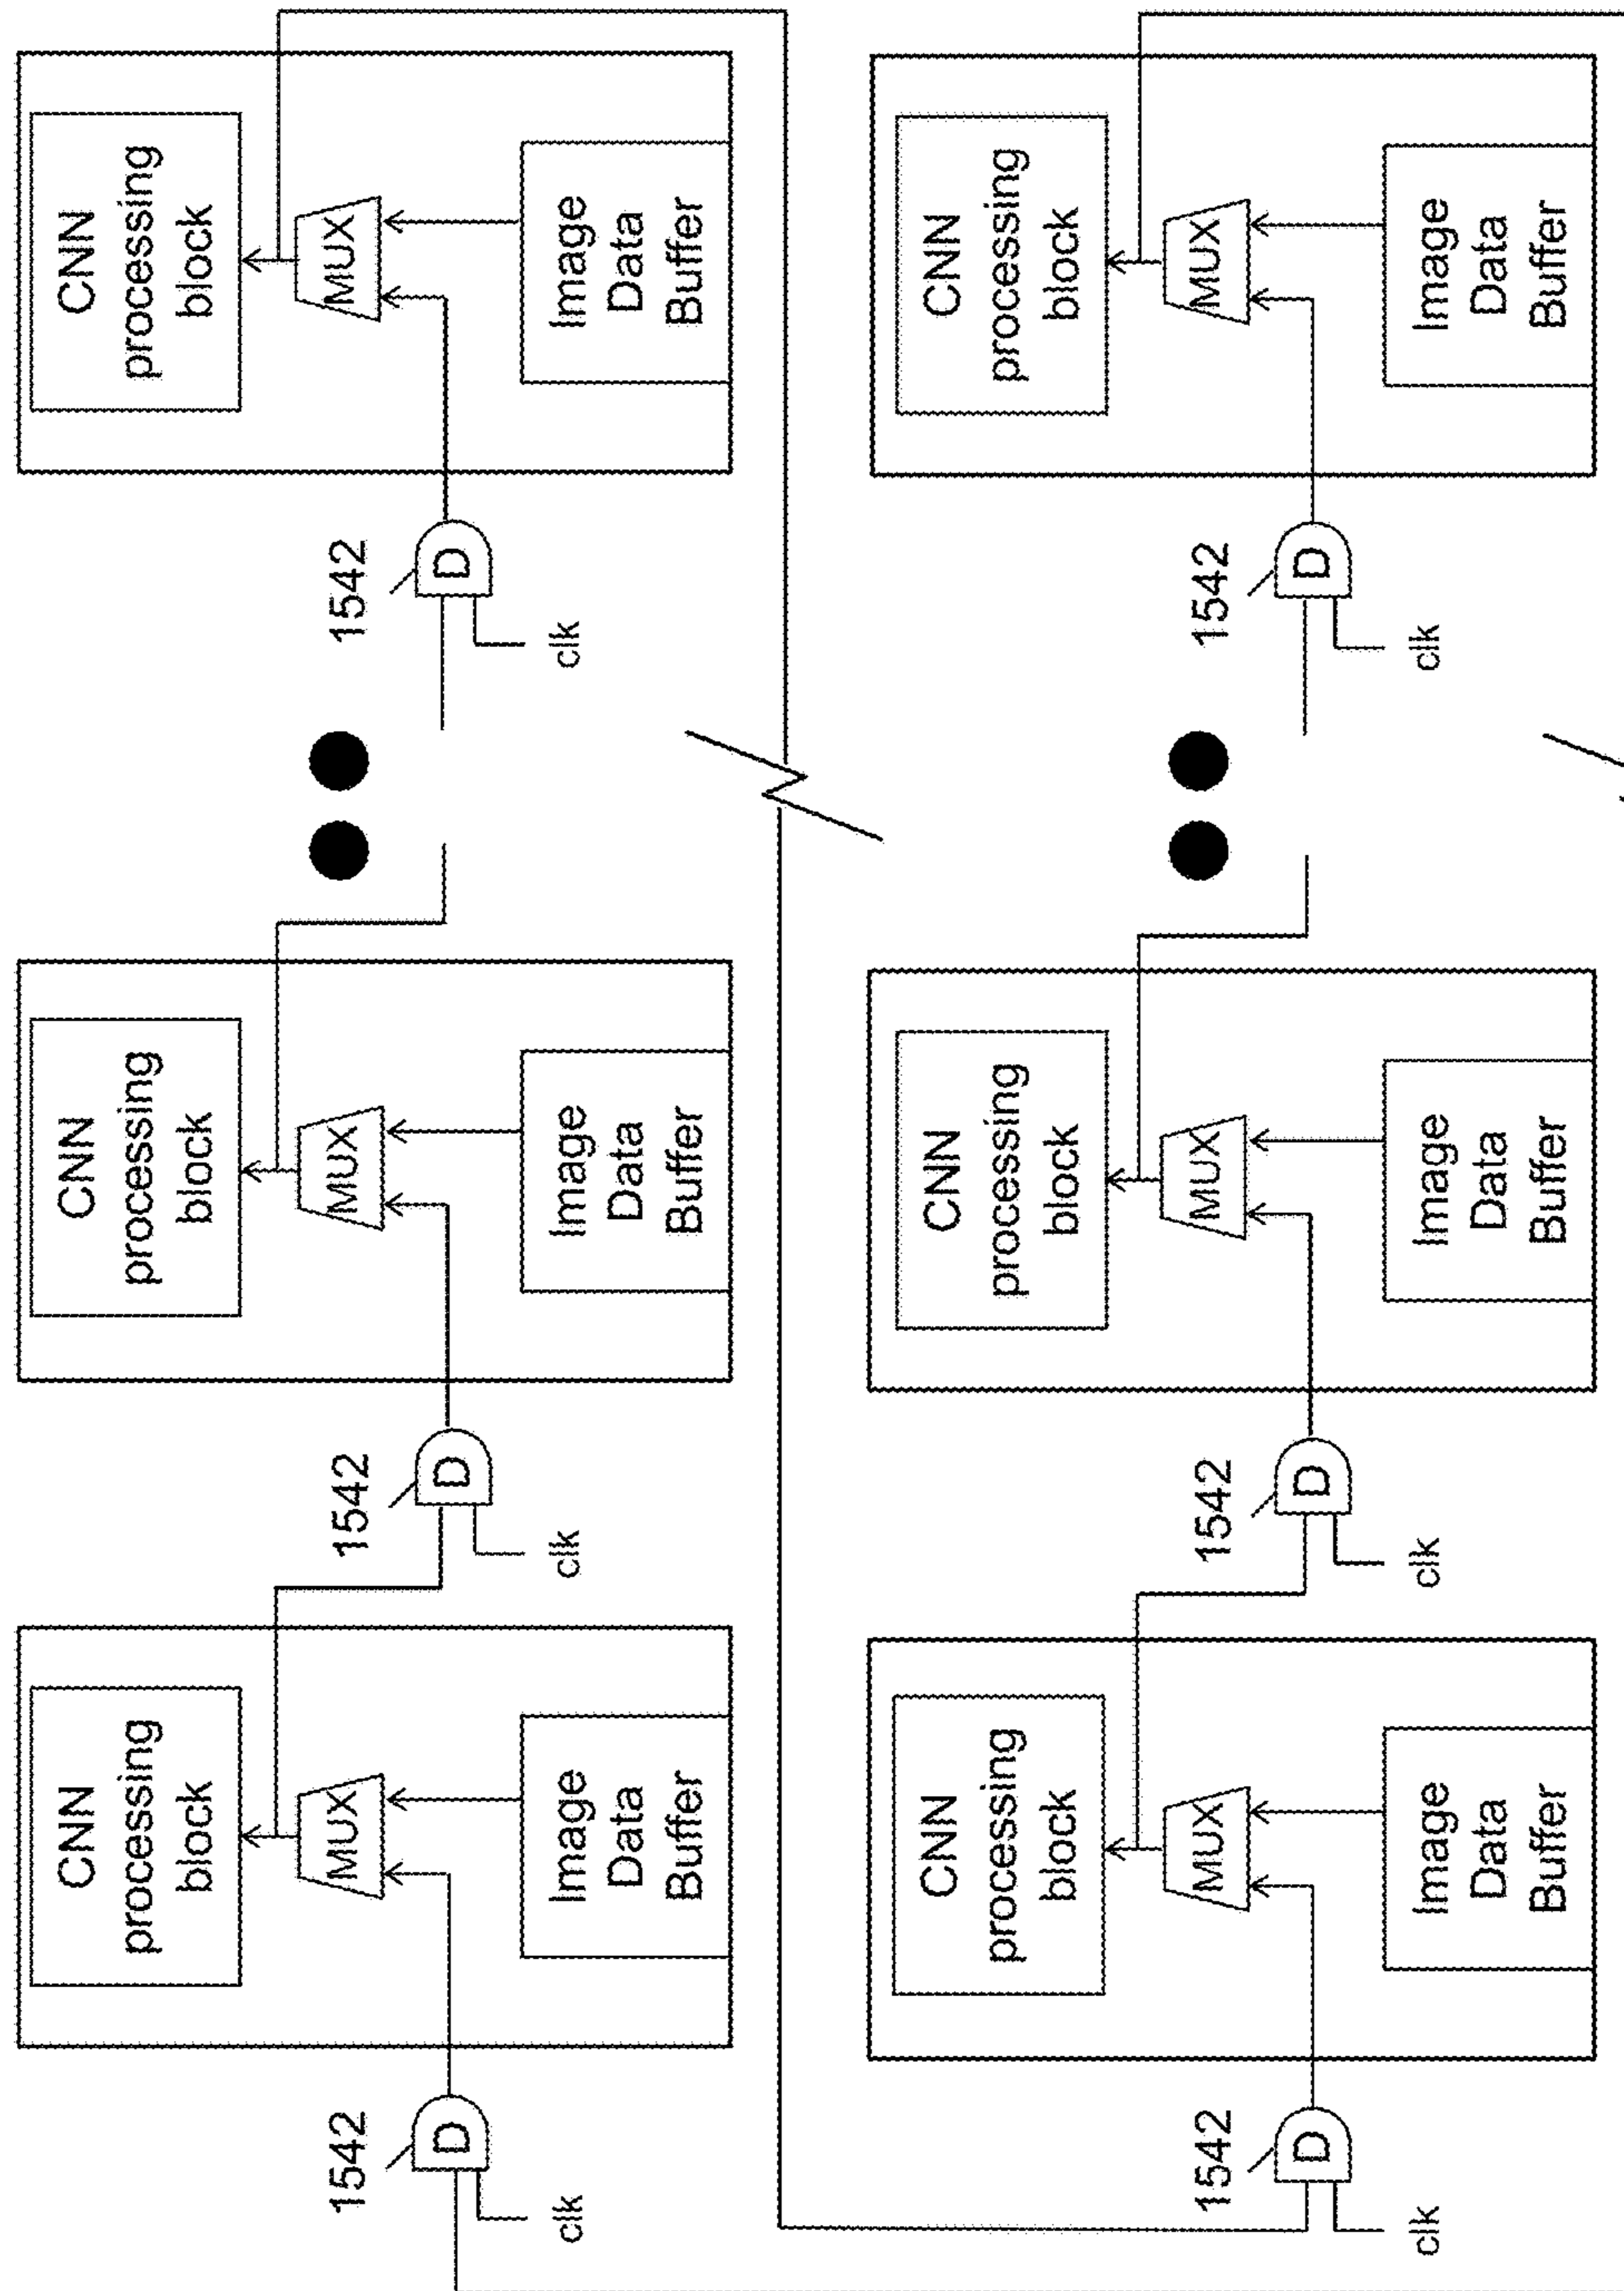 1542
D
clk
CNN
processing
block
MUX
Image
Data
Buffer
1542
D
clk
CNN
processing
block
MUX
Image
Data
Buffer
1542
D
clk
CNN
processing
block
MUX
Image
Data
Buffer
1542
D
clk
CNN
processing
block
MUX
Image
Data
Buffer
1542
D
clk
CNN
processing
block
MUX
Image
Data
Buffer
1542
D
clk
CNN
processing
block
MUX
Image
Data
Buffer